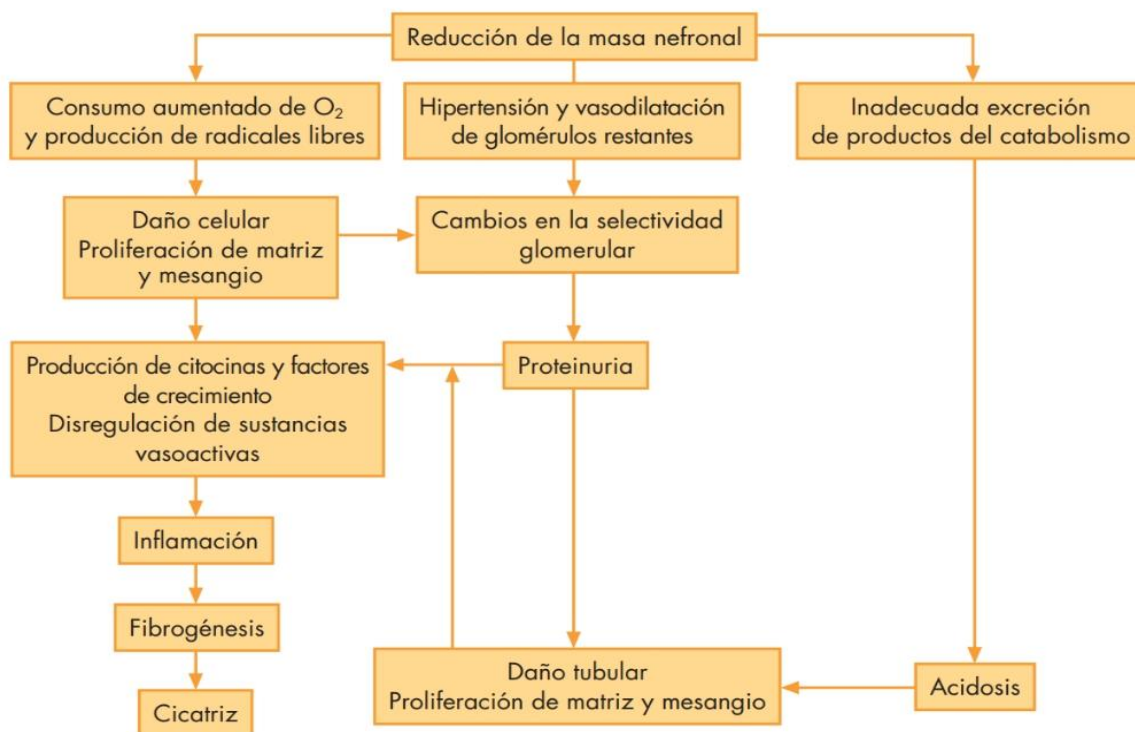 Reducción de la masa nefronal
Consumo aumentado de O₂
y producción de radicales libres
Hipertensión y vasodilatación
de glomérulos restantes
Inadecuada excreción
de productos del catabolismo
Daño celular
Proliferación de matriz
y mesangio
Cambios en la selectividad
glomerular
Producción de citocinas y factores
de crecimiento
Disregulación de sustancias
vasoactivas
Proteinuria
Inflamación
Fibrogénesis
Cicatriz
Daño tubular
Proliferación de matriz y mesangio
Acidosis